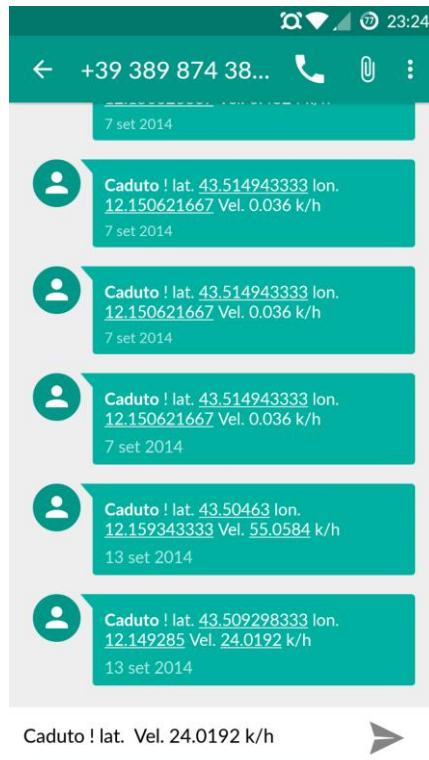 77 23:24
+39 389 874 38...
7 set 2014
Caduto ! lat. 43.514943333 lon.
12.150621667 Vel. 0.036 k/h
7 set 2014
Caduto ! lat. 43.514943333 lon.
12.150621667 Vel. 0.036 k/h
7 set 2014
Caduto ! lat. 43.514943333 lon.
12.150621667 Vel. 0.036 k/h
7 set 2014
Caduto ! lat. 43.50463 lon.
12.159343333 Vel. 55.0584 k/h
13 set 2014
Caduto ! lat. 43.509298333 lon.
12.149285 Vel. 24.0192 k/h
13 set 2014
Caduto ! lat.  Vel. 24.0192 k/h